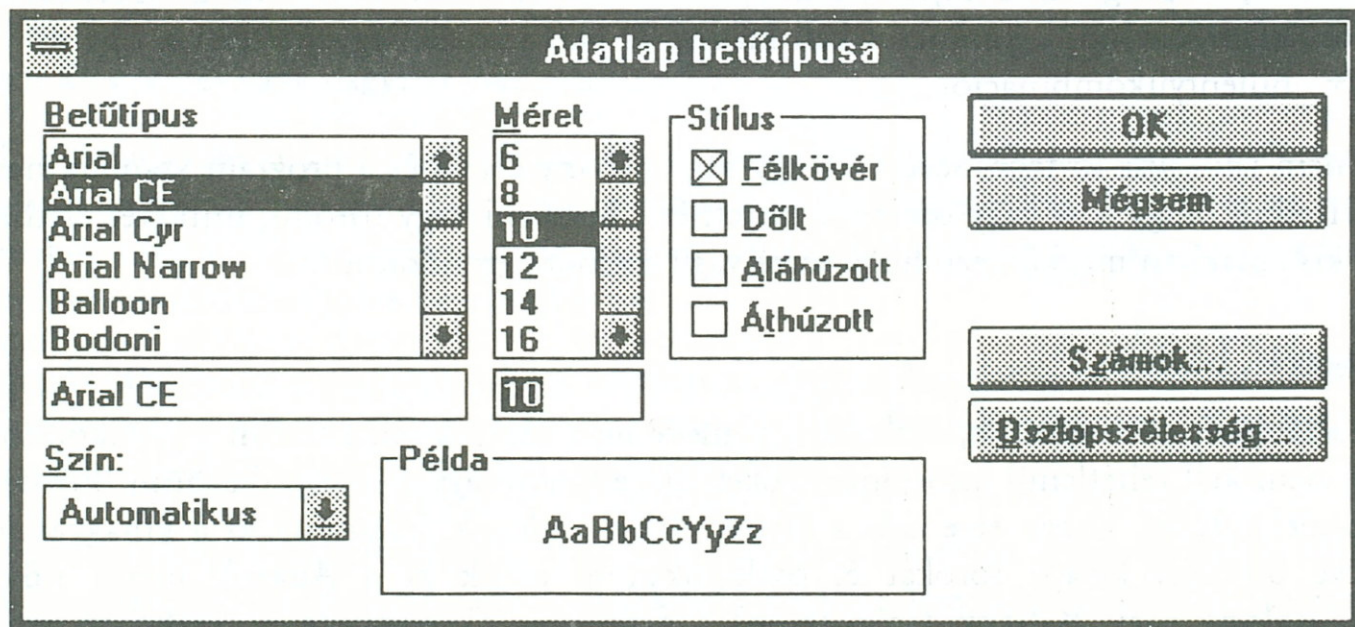 Adatlap betűtípusa
Betűtípus
Arial
Arial CE
Arial Cyr
Arial Narrow
Balloon
Bodoni
Arial CE
Méret
6
8
10
12
14
16
10
Stílus
Félkövér
Dőlt
Aláhúzott
Áthúzott
OK
Mégsem
Számok...
Oszlopszélesség...
Szín:
Automatikus
Példa
AaBbCcYyZz